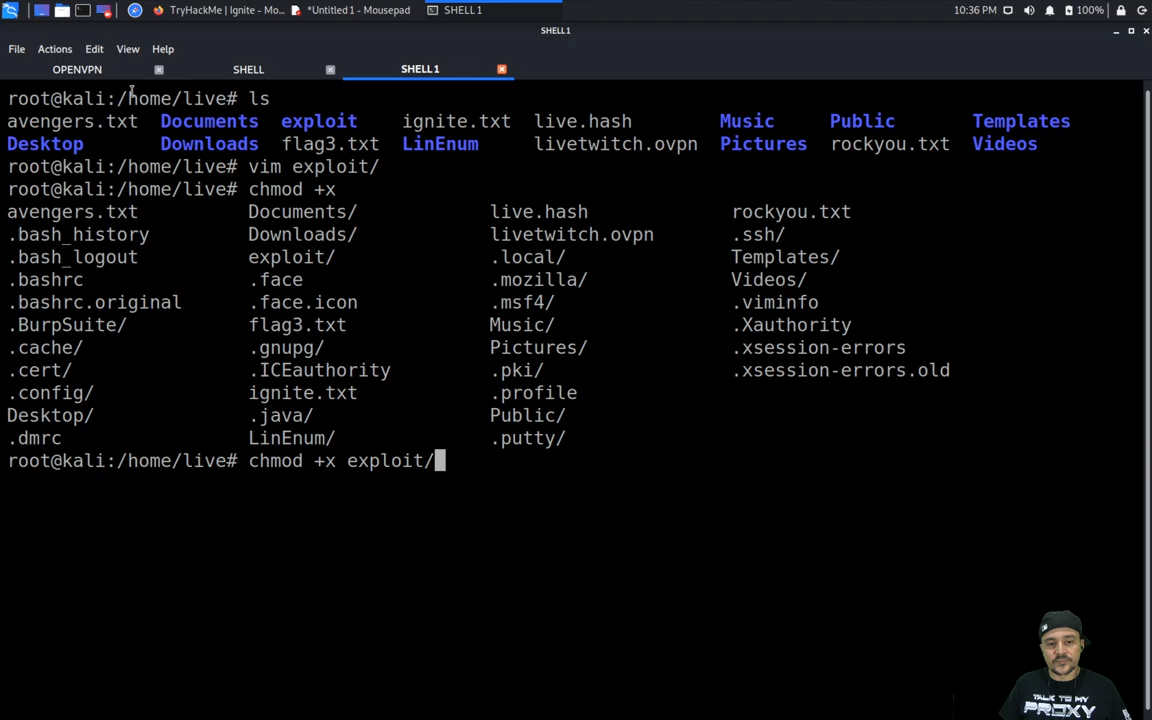 TryHackMe | Ignite - Mo... *Untitled 1 - Mousepad SHELL1 10:36 PM 100%
SHELL1
File Actions Edit View Help
OPENVPN SHELL SHELL1
root@kali:/home/live# ls
avengers.txt Documents exploit ignite.txt live.hash Music Public Templates
Desktop Downloads flag3.txt LinEnum livetwitch.ovpn Pictures rockyou.txt Videos
root@kali:/home/live# vim exploit/
root@kali:/home/live# chmod +x
avengers.txt Documents/ live.hash rockyou.txt
.bash_history Downloads/ livetwitch.ovpn .ssh/
.bash_logout exploit/ .local/ Templates/
.bashrc .face .mozilla/ Videos/
.bashrc.original .face.icon .msf4/ .viminfo
.BurpSuite/ flag3.txt Music/ .Xauthority
.cache/ .gnupg/ Pictures/ .xsession-errors
.cert/ .ICEauthority .pki/ .xsession-errors.old
.config/ ignite.txt .profile
Desktop/ .java/ Public/
.dmrc LinEnum/ .putty/
root@kali:/home/live# chmod +x exploit/
TALK TO MY
PROXY